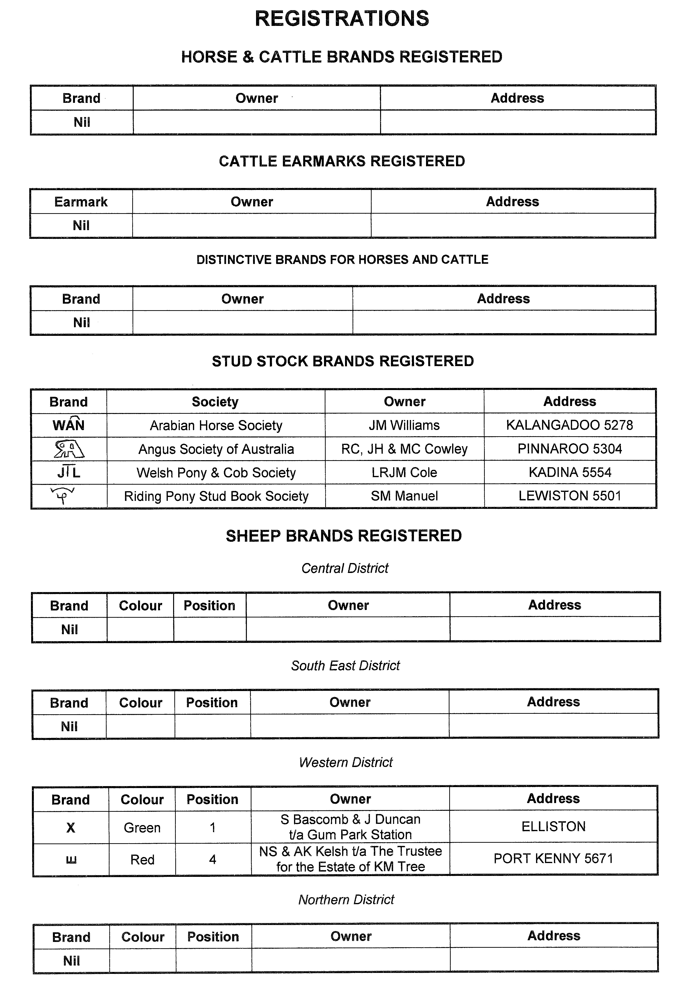 REGISTRATIONS
HORSE & CATTLE BRANDS REGISTERED
Brand Owner Address
Nil
CATTLE EARMARKS REGISTERED
Earmark Owner Address
Nil
DISTINCTIVE BRANDS FOR HORSES AND CATTLE
Brand Owner Address
Nil
STUD STOCK BRANDS REGISTERED
Brand Society Owner Address
WAN Arabian Horse Society JM Williams KALANGADOO 5278
Angus Society of Australia RC, JH & MC Cowley PINNAROO 5304
JTL Welsh Pony & Cob Society LRJM Cole KADINA 5554
Riding Pony Stud Book Society SM Manuel LEWISTON 5501
SHEEP BRANDS REGISTERED
Central District
Brand Colour Position Owner Address
Nil
South East District
Brand Colour Position Owner Address
Nil
Western District
Brand Colour Position Owner Address
X Green 1 S Bascomb & J Duncan ELLISTON
t/a Gum Park Station
Red 4 NS & AK Kelsh t/a The Trustee PORT KENNY 5671
for the Estate of KM Tree
Northern District
Brand Colour Position Owner Address
Nil